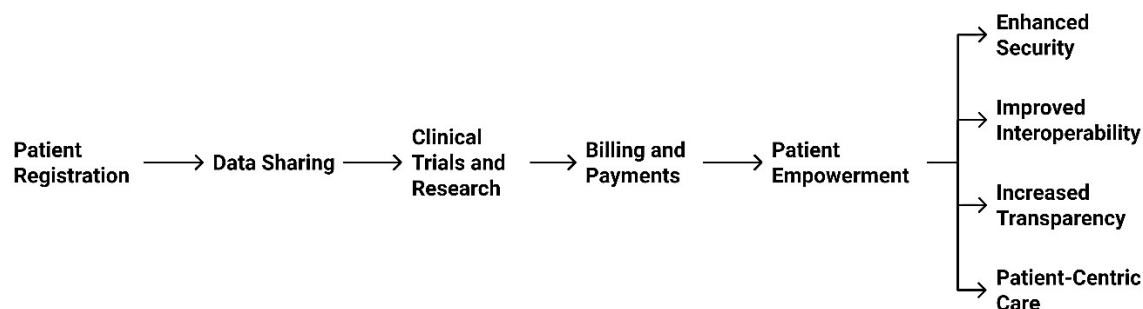 Patient
Registration
Data Sharing
Clinical
Trials and
Research
Billing and
Payments
Patient
Empowerment
Enhanced
Security
Improved
Interoperability
Increased
Transparency
Patient-Centric
Care